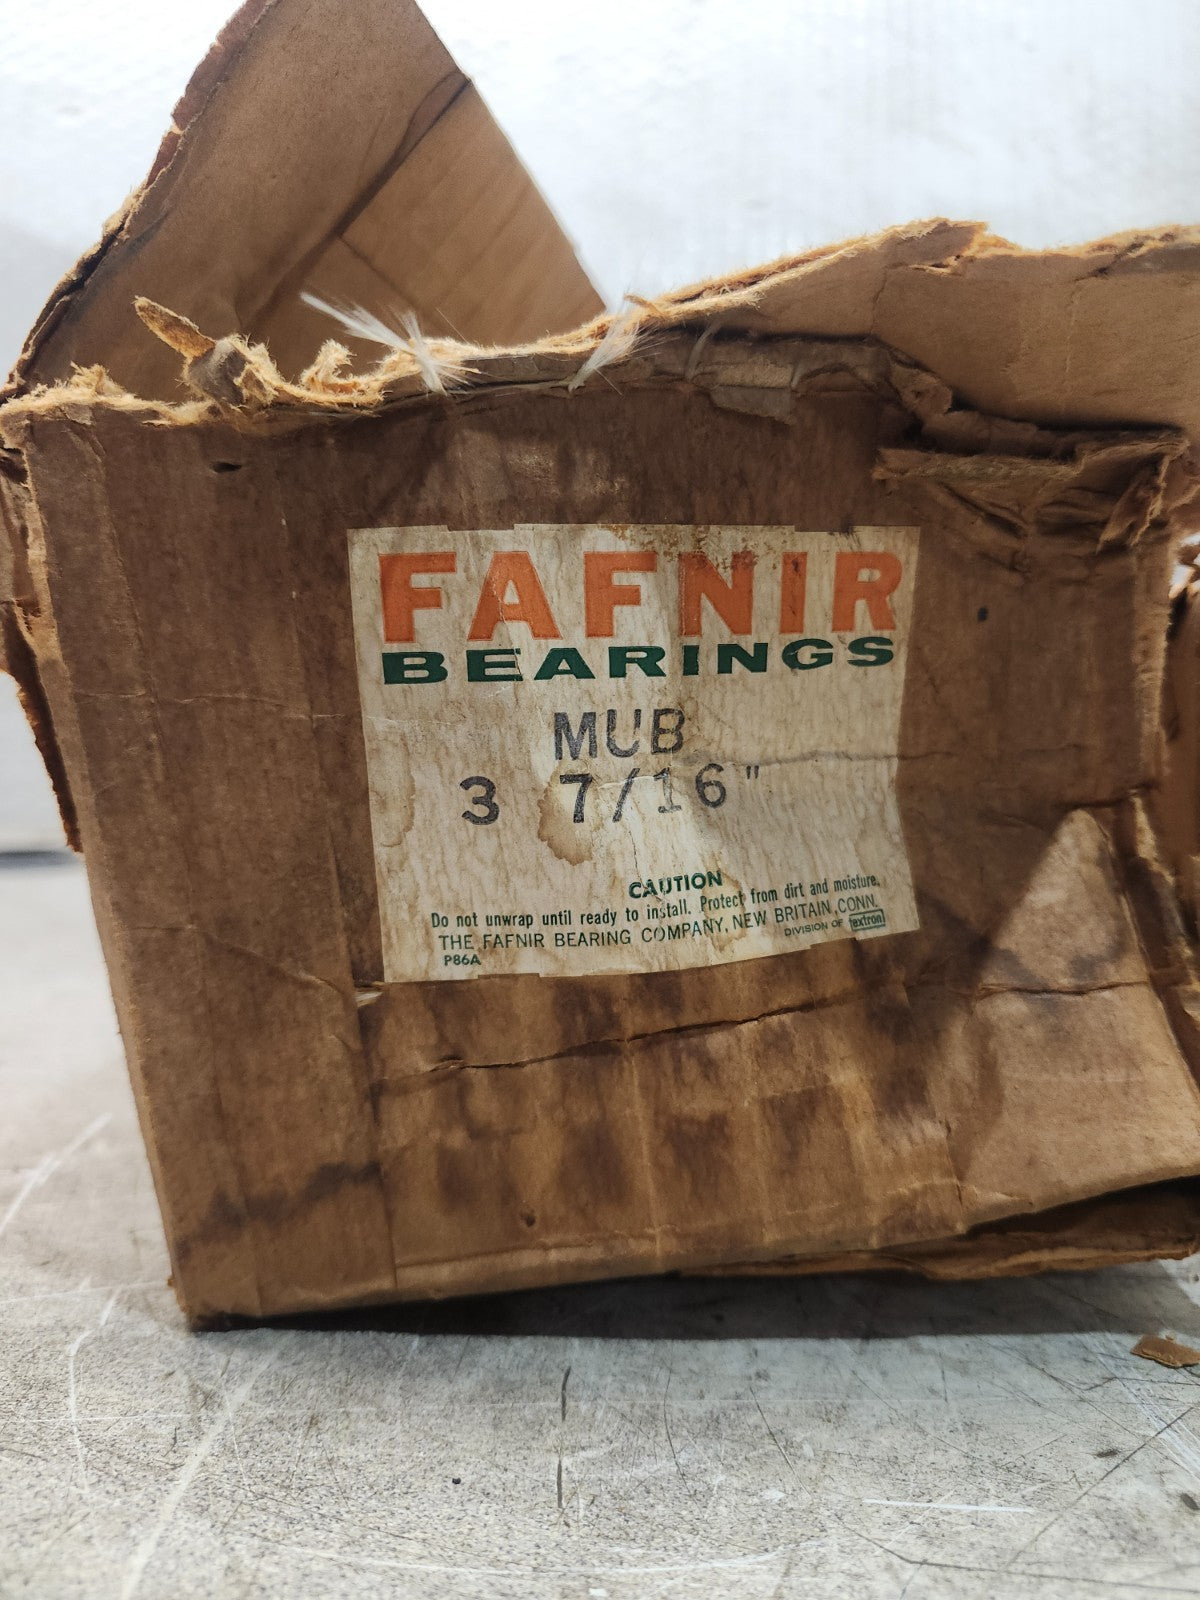 FAFNIR
BEARINGS
MUB
3 7/16"
CAUTION
Do not unwrap until ready to install. Protect from dirt and moisture.
THE FAFNIR BEARING COMPANY, NEW BRITAIN, CONN.
DIVISION OF textron
P86A